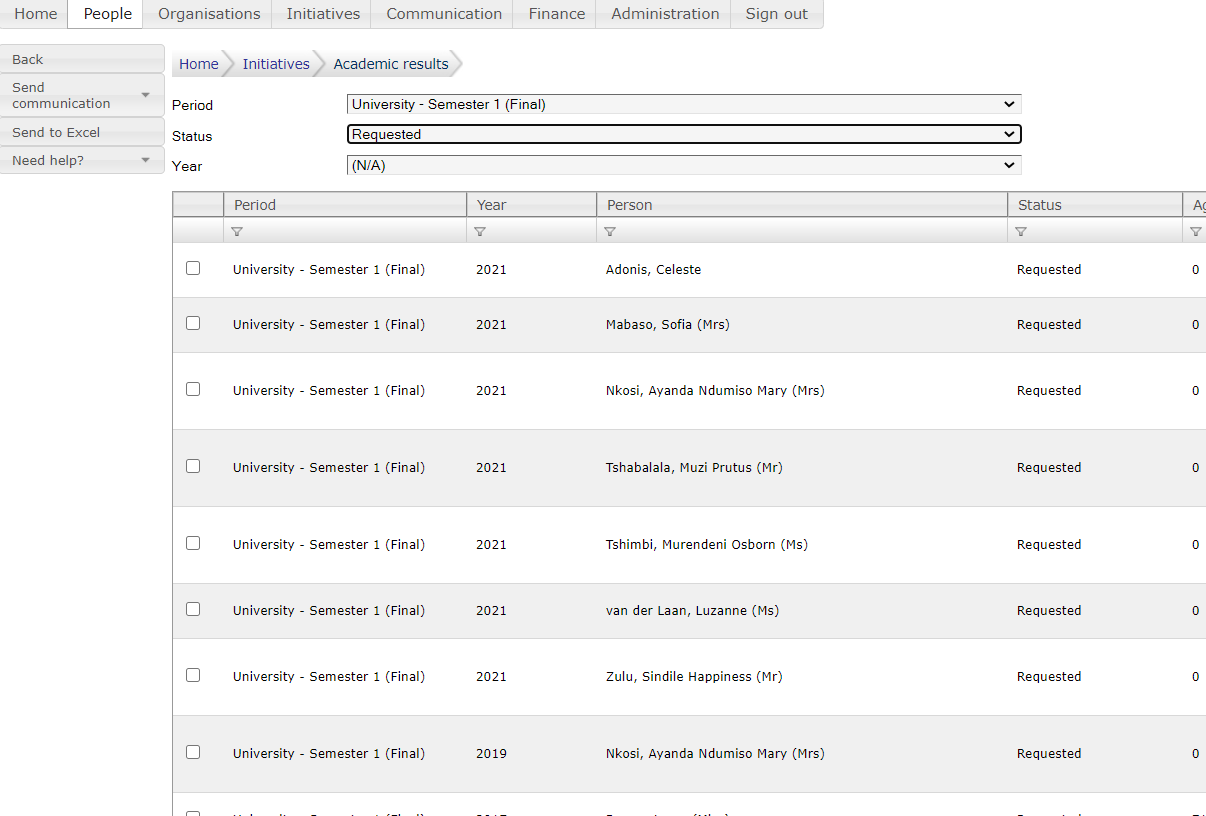 Home People Organisations Initiatives Communication Finance Administration Sign out
Back
Send communication
Send to Excel
Need help?
Home Initiatives Academic results
Period University - Semester 1 (Final)
Status Requested
Year (N/A)
Period Year Person Status
University - Semester 1 (Final) 2021 Adonis, Celeste Requested 0
University - Semester 1 (Final) 2021 Mabaso, Sofia (Mrs) Requested 0
University - Semester 1 (Final) 2021 Nkosi, Ayanda Ndumiso Mary (Mrs) Requested 0
University - Semester 1 (Final) 2021 Tshabalala, Muzi Prutus (Mr) Requested 0
University - Semester 1 (Final) 2021 Tshimbi, Murendeni Osborn (Ms) Requested 0
University - Semester 1 (Final) 2021 van der Laan, Luzanne (Ms) Requested 0
University - Semester 1 (Final) 2021 Zulu, Sindile Happiness (Mr) Requested 0
University - Semester 1 (Final) 2019 Nkosi, Ayanda Ndumiso Mary (Mrs) Requested 0